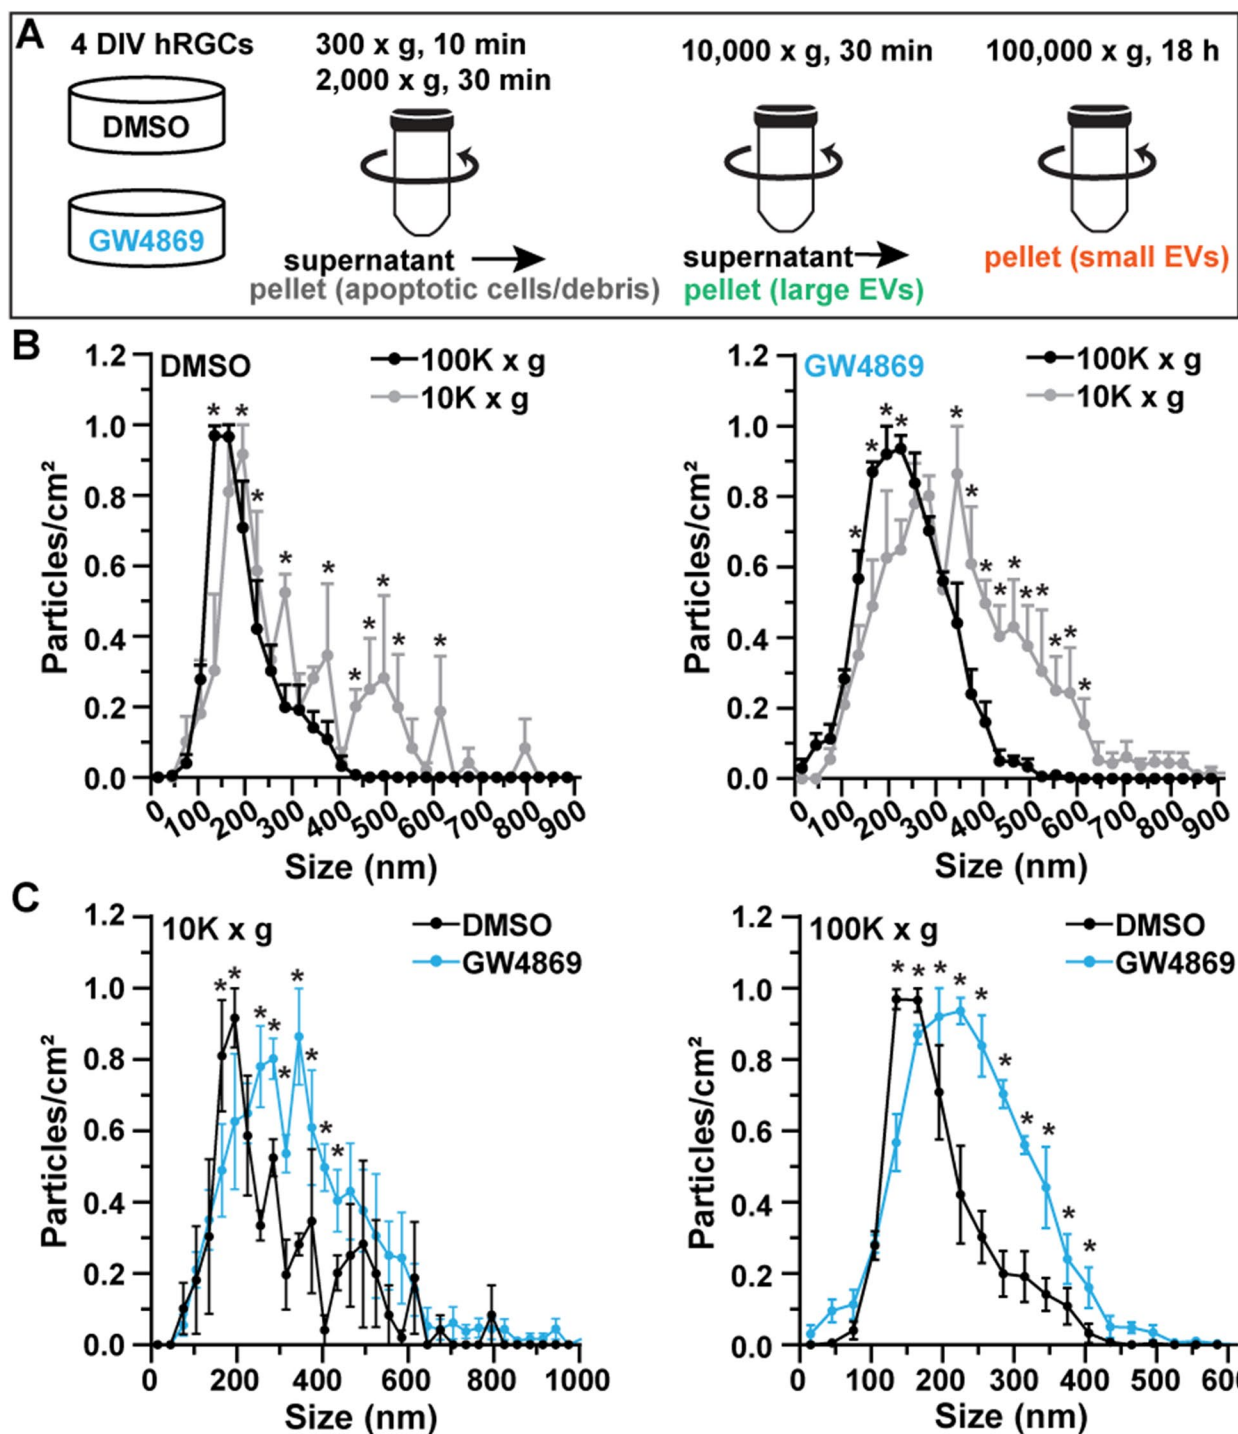 A
4 DIV hRGCs
DMSO
GW4869
300 x g, 10 min
2,000 x g, 30 min
supernatant
pellet (apoptotic cells/debris)
10,000 x g, 30 min
supernatant
pellet (large EVs)
100,000 x g, 18 h
pellet (small EVs)
B
DMSO
100K x g
10K x g
* * * * * * * * * *
Particles/cm²
1.2
1.0
0.8
0.6
0.4
0.2
0.0
0 100 200 300 400 500 600 700 800 900
Size (nm)
GW4869
100K x g
10K x g
* * * * * * * * * * * * * *
Particles/cm²
1.2
1.0
0.8
0.6
0.4
0.2
0.0
0 100 200 300 400 500 600 700 800 900
Size (nm)
C
10K x g
DMSO
GW4869
* * * * * * * * *
Particles/cm²
1.2
1.0
0.8
0.6
0.4
0.2
0.0
0 200 400 600 800 1000
Size (nm)
100K x g
DMSO
GW4869
* * * * * * * * * *
Particles/cm²
1.2
1.0
0.8
0.6
0.4
0.2
0.0
0 100 200 300 400 500 600
Size (nm)